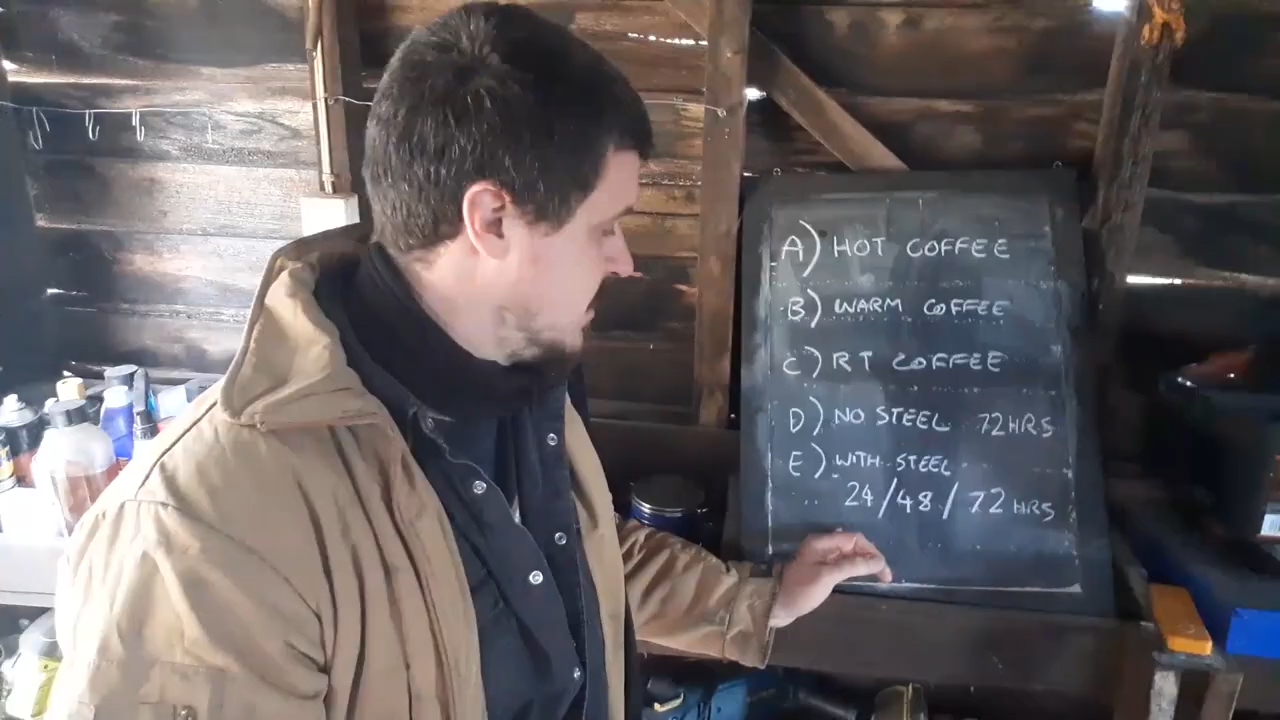 A) HOT COFFEE
B) WARM COFFEE
C) RT COFFEE
D) NO STEEL 72HRS
E) WITH STEEL
24/48/72 HRS